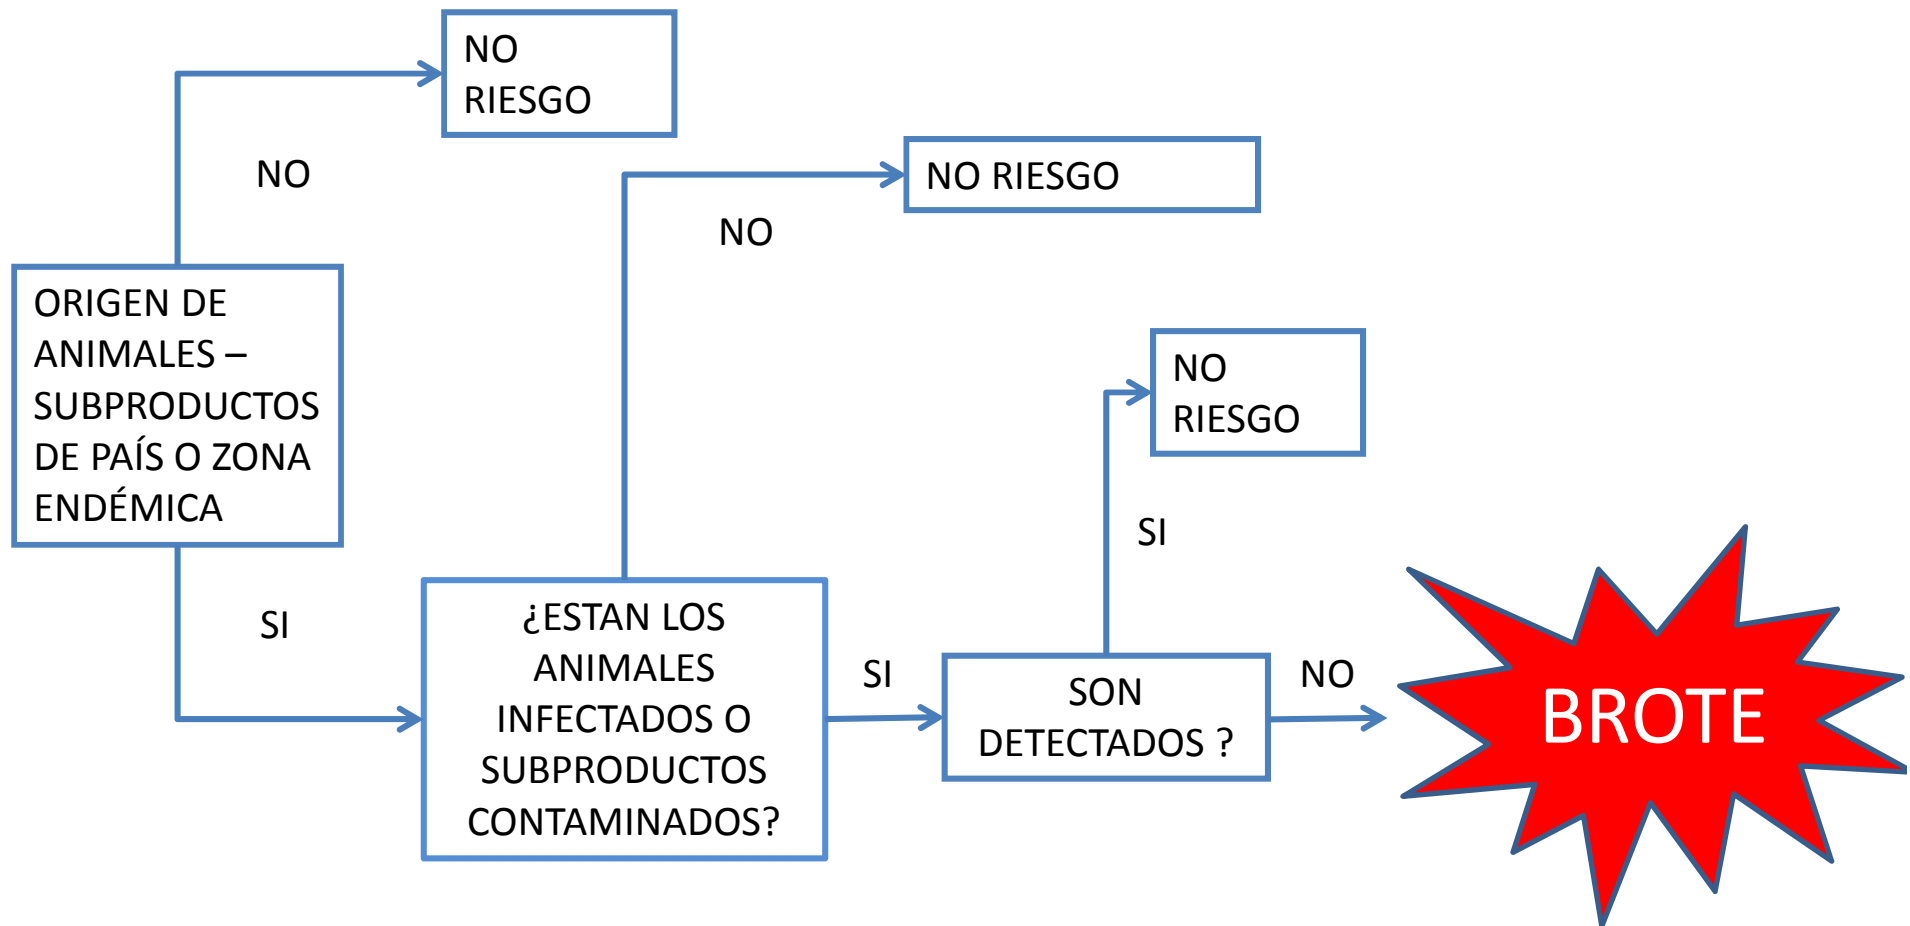 NO
RIESGO
NO
NO RIESGO
NO
ORIGEN DE
ANIMALES –
SUBPRODUCTOS
DE PAÍS O ZONA
ENDÉMICA
NO
RIESGO
SI
SI
¿ESTAN LOS
ANIMALES
INFECTADOS O
SUBPRODUCTOS
CONTAMINADOS?
SI
SON
DETECTADOS ?
NO
BROTE